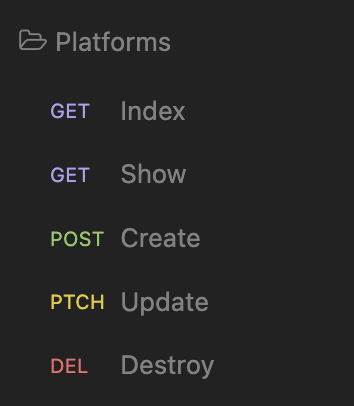 Platforms
GET Index
GET Show
POST Create
PTCH Update
DEL Destroy